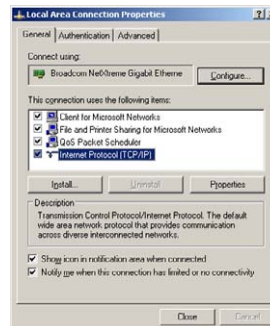 Local Area Connection Properties
General Authentication Advanced
Connect using:
Broadcom NetXtreme Gigabit Etherne
Configure...
This connection uses the following items:
Client for Microsoft Networks
File and Printer Sharing for Microsoft Networks
QoS Packet Scheduler
Internet Protocol (TCP/IP)
Install... Uninstall Properties
Description
Transmission Control Protocol/Internet Protocol. The default
wide area network protocol that provides communication
across diverse interconnected networks.
Show icon in notification area when connected
Notify me when this connection has limited or no connectivity
Close Cancel